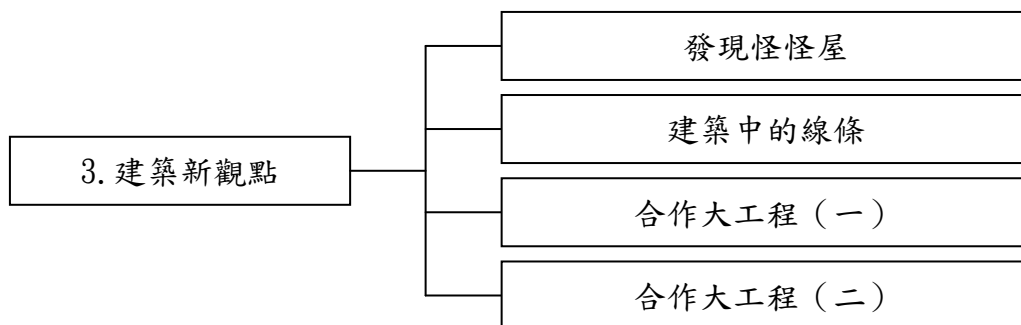 發現怪怪屋
建築中的線條
3.建築新觀點
合作大工程（一）
合作大工程（二）